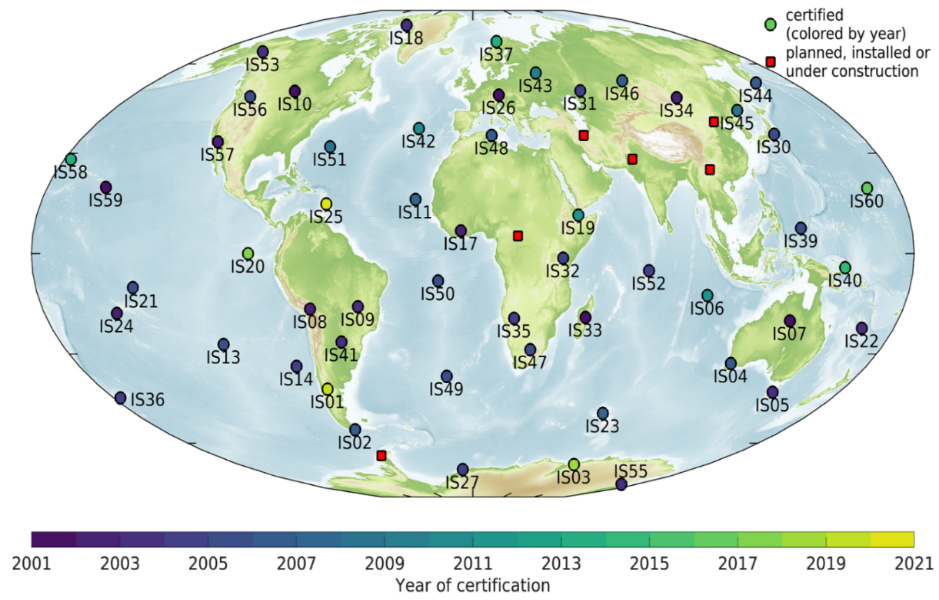 certified
(colored by year)
planned, installed or
under construction
IS18
IS37
IS53
IS43
IS46
IS44
IS56
IS10
IS26
IS31
IS34
IS45
IS42
IS30
IS57
IS51
IS48
IS58
IS59
IS60
IS25
IS11
IS19
IS17
IS39
IS20
IS32
IS52
IS40
IS21
IS50
IS06
IS24
IS08
IS09
IS35
IS33
IS07
IS22
IS13
IS41
IS47
IS14
IS04
IS49
IS36
IS01
IS05
IS23
IS02
IS27
IS03
IS55
2001 2003 2005 2007 2009 2011 2013 2015 2017 2019 2021
Year of certification